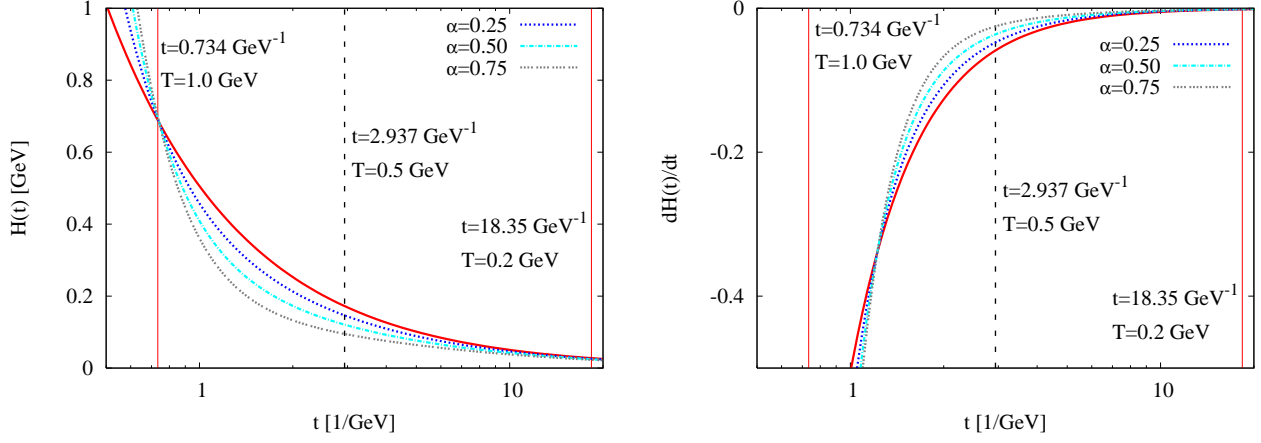 1
0.8
0.6
0.4
0.2
0
H(t) [GeV]
t=0.734 GeV⁻¹
T=1.0 GeV
α=0.25
α=0.50
α=0.75
t=2.937 GeV⁻¹
T=0.5 GeV
t=18.35 GeV⁻¹
T=0.2 GeV
1
10
t [1/GeV]
0
-0.2
-0.4
dH(t)/dt
t=0.734 GeV⁻¹
T=1.0 GeV
α=0.25
α=0.50
α=0.75
t=2.937 GeV⁻¹
T=0.5 GeV
t=18.35 GeV⁻¹
T=0.2 GeV
1
10
t [1/GeV]